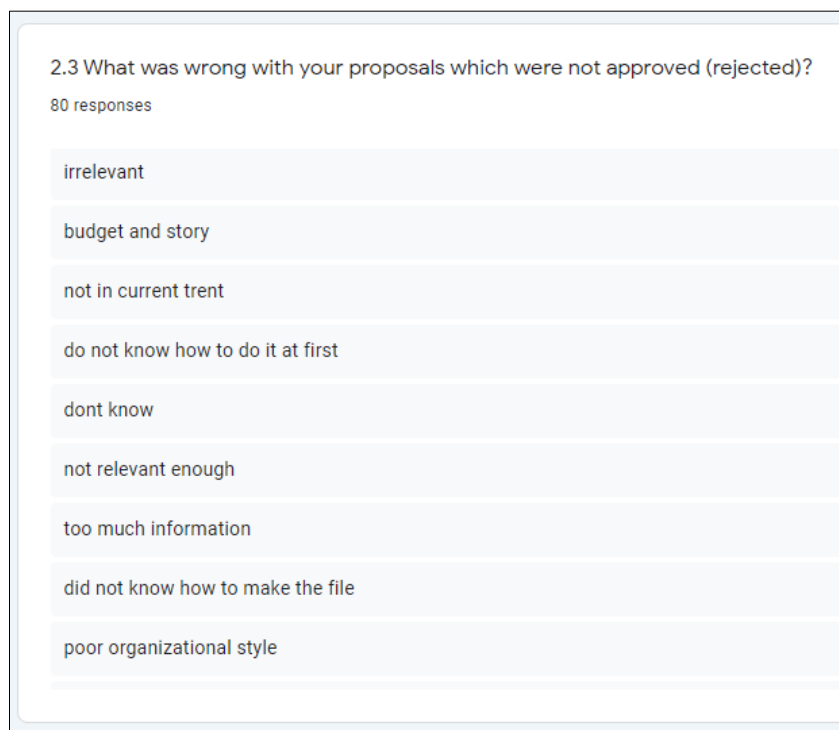 2.3 What was wrong with your proposals which were not approved (rejected)?
80 responses
irrelevant
budget and story
not in current trent
do not know how to do it at first
dont know
not relevant enough
too much information
did not know how to make the file
poor organizational style